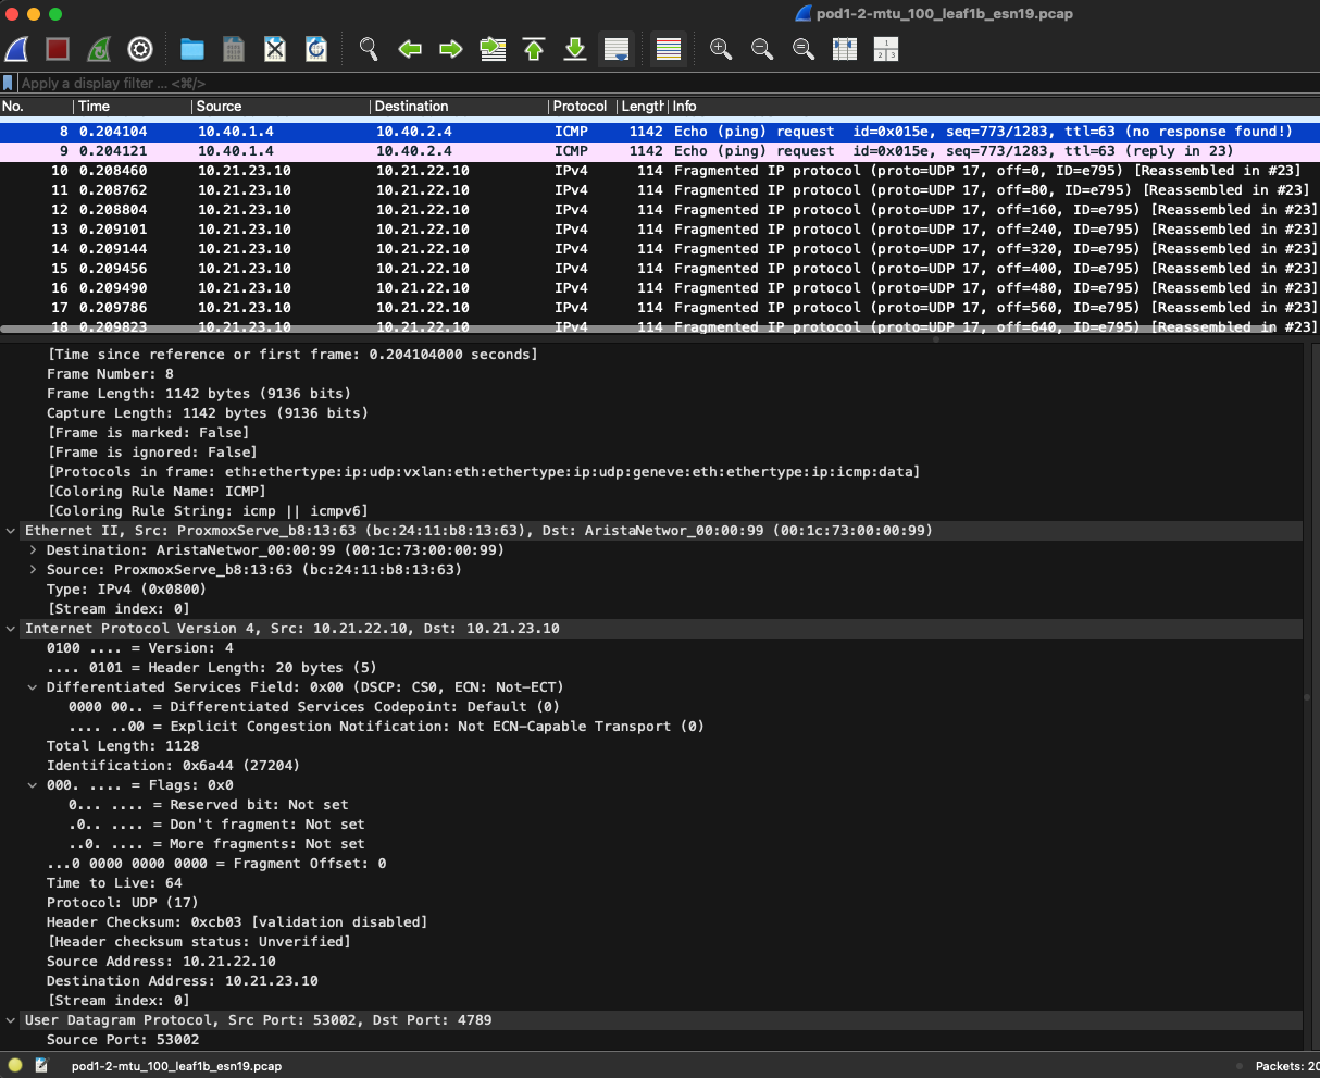 pod1-2-mtu_100_leaf1b_esn19.pcap
Apply a display filter ... <⌘/>
No. Time Source Destination Protocol Length Info
8 0.204104 10.40.1.4 10.40.2.4 ICMP 1142 Echo (ping) request id=0x015e, seq=773/1283, ttl=63 (no response found!)
9 0.204121 10.40.1.4 10.40.2.4 ICMP 1142 Echo (ping) request id=0x015e, seq=773/1283, ttl=63 (reply in 23)
10 0.208460 10.21.23.10 10.21.22.10 IPv4 114 Fragmented IP protocol (proto=UDP 17, off=0, ID=e795) [Reassembled in #23]
11 0.208762 10.21.23.10 10.21.22.10 IPv4 114 Fragmented IP protocol (proto=UDP 17, off=80, ID=e795) [Reassembled in #23]
12 0.208804 10.21.23.10 10.21.22.10 IPv4 114 Fragmented IP protocol (proto=UDP 17, off=160, ID=e795) [Reassembled in #23]
13 0.209101 10.21.23.10 10.21.22.10 IPv4 114 Fragmented IP protocol (proto=UDP 17, off=240, ID=e795) [Reassembled in #23]
14 0.209144 10.21.23.10 10.21.22.10 IPv4 114 Fragmented IP protocol (proto=UDP 17, off=320, ID=e795) [Reassembled in #23]
15 0.209456 10.21.23.10 10.21.22.10 IPv4 114 Fragmented IP protocol (proto=UDP 17, off=400, ID=e795) [Reassembled in #23]
16 0.209490 10.21.23.10 10.21.22.10 IPv4 114 Fragmented IP protocol (proto=UDP 17, off=480, ID=e795) [Reassembled in #23]
17 0.209786 10.21.23.10 10.21.22.10 IPv4 114 Fragmented IP protocol (proto=UDP 17, off=560, ID=e795) [Reassembled in #23]
18 0.209823 10.21.23.10 10.21.22.10 IPv4 114 Fragmented IP protocol (proto=UDP 17, off=640, ID=e795) [Reassembled in #23]
[Time since reference or first frame: 0.204104000 seconds]
Frame Number: 8
Frame Length: 1142 bytes (9136 bits)
Capture Length: 1142 bytes (9136 bits)
[Frame is marked: False]
[Frame is ignored: False]
[Protocols in frame: eth:ethertype:ip:udp:vxlan:eth:ethertype:ip:udp:geneve:eth:ethertype:ip:icmp:data]
[Coloring Rule Name: ICMP]
[Coloring Rule String: icmp || icmpv6]
Ethernet II, Src: ProxmoxServe_b8:13:63 (bc:24:11:b8:13:63), Dst: AristaNetwor_00:00:99 (00:1c:73:00:00:99)
Destination: AristaNetwor_00:00:99 (00:1c:73:00:00:99)
Source: ProxmoxServe_b8:13:63 (bc:24:11:b8:13:63)
Type: IPv4 (0x0800)
[Stream index: 0]
Internet Protocol Version 4, Src: 10.21.22.10, Dst: 10.21.23.10
0100 .... = Version: 4
.... 0101 = Header Length: 20 bytes (5)
Differentiated Services Field: 0x00 (DSCP: CS0, ECN: Not-ECT)
0000 00.. = Differentiated Services Codepoint: Default (0)
.... ..00 = Explicit Congestion Notification: Not ECN-Capable Transport (0)
Total Length: 1128
Identification: 0x6a44 (27204)
000. .... = Flags: 0x0
0... .... = Reserved bit: Not set
.0.. .... = Don't fragment: Not set
..0. .... = More fragments: Not set
...0 0000 0000 0000 = Fragment Offset: 0
Time to Live: 64
Protocol: UDP (17)
Header Checksum: 0xcb03 [validation disabled]
[Header checksum status: Unverified]
Source Address: 10.21.22.10
Destination Address: 10.21.23.10
[Stream index: 0]
User Datagram Protocol, Src Port: 53002, Dst Port: 4789
Source Port: 53002
pod1-2-mtu_100_leaf1b_esn19.pcap Packets: 20